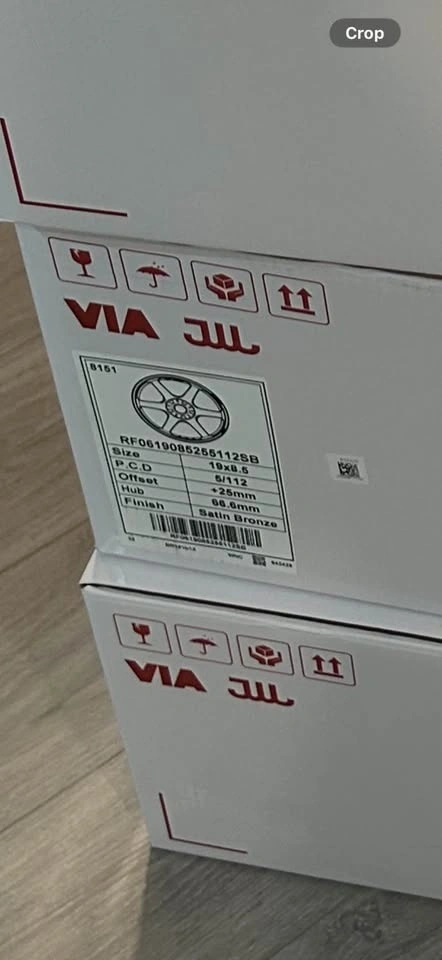 Crop
VIA JWL
8151
RF0619085255112SB
Size 19x8.5
P.C.D 5/112
Offset +25mm
Hub 66.6mm
Finish Satin Bronze
RF0619085255112SB
VIA JWL